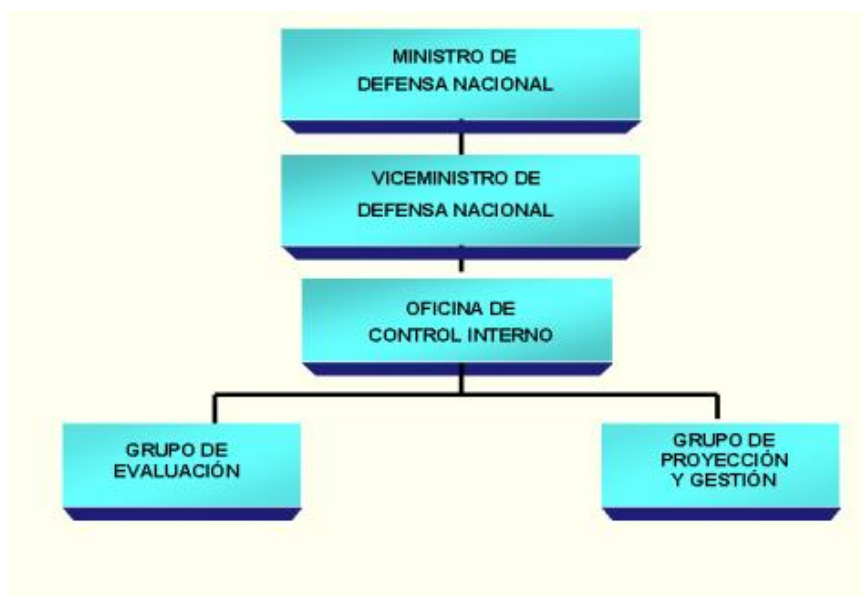 MINISTRO DE
DEFENSA NACIONAL
VICEMINISTRO DE
DEFENSA NACIONAL
OFICINA DE
CONTROL INTERNO
GRUPO DE
EVALUACIÓN
GRUPO DE
PROYECCIÓN
Y GESTIÓN